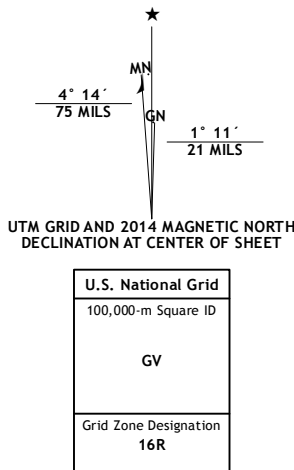 ★
MN
GN
4° 14´
75 MILS
1° 11´
21 MILS
UTM GRID AND 2014 MAGNETIC NORTH
DECLINATION AT CENTER OF SHEET
U.S. National Grid
100,000-m Square ID
GV
Grid Zone Designation
16R